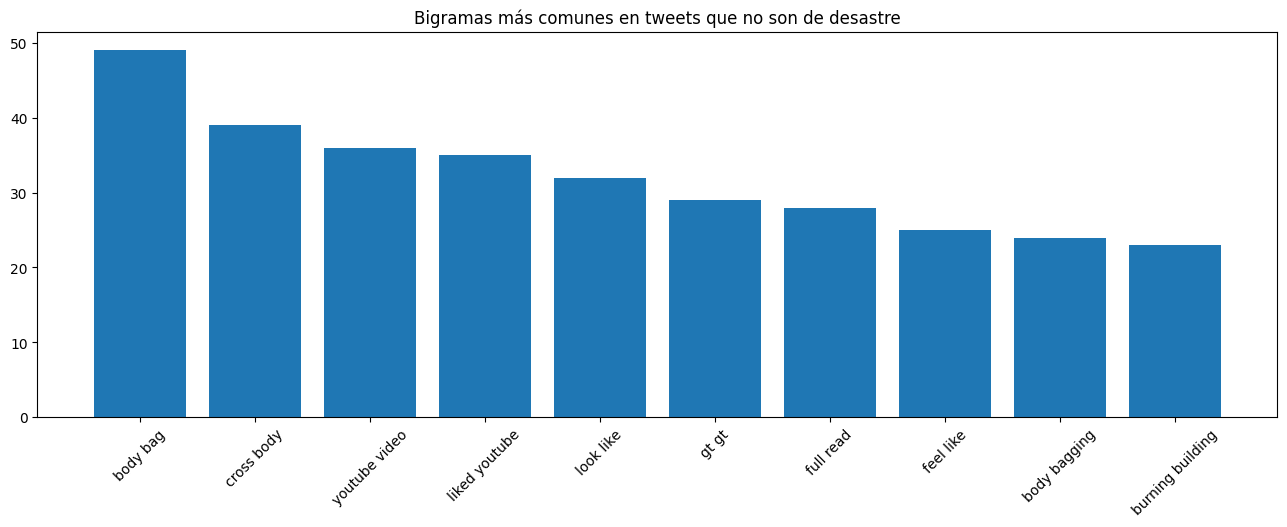 Bigramas más comunes en tweets que no son de desastre
50
40
30
20
10
0
body bag
cross body
youtube video
liked youtube
look like
gt gt
full read
feel like
body bagging
burning building